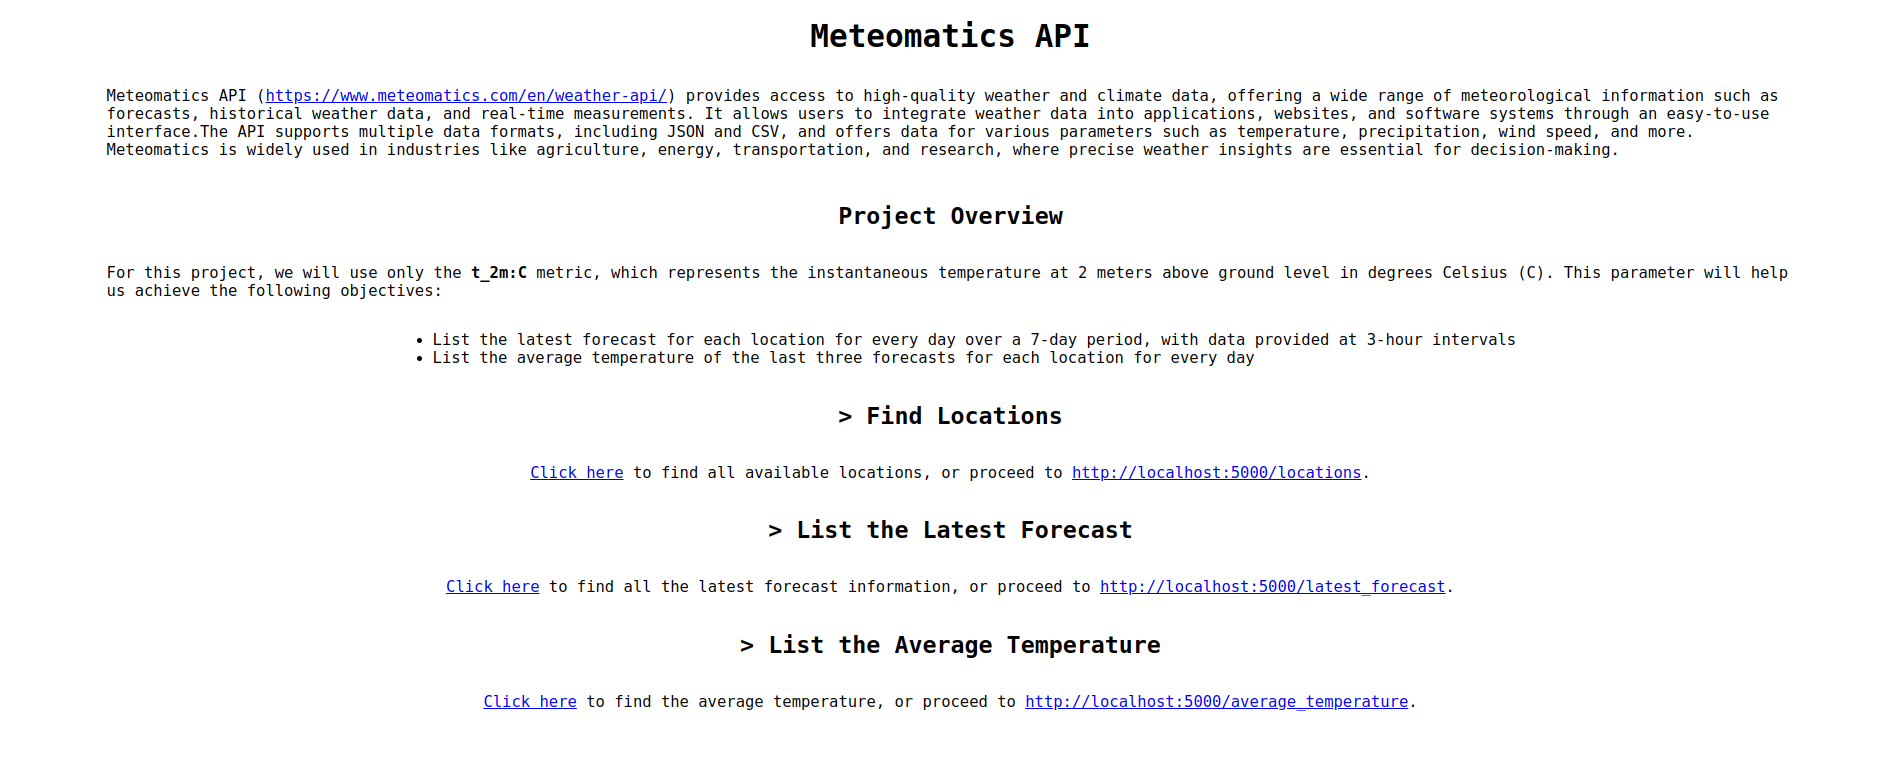 Meteomatics API
Meteomatics API (https://www.meteomatics.com/en/weather-api/) provides access to high-quality weather and climate data, offering a wide range of meteorological information such as
forecasts, historical weather data, and real-time measurements. It allows users to integrate weather data into applications, websites, and software systems through an easy-to-use
interface.The API supports multiple data formats, including JSON and CSV, and offers data for various parameters such as temperature, precipitation, wind speed, and more.
Meteomatics is widely used in industries like agriculture, energy, transportation, and research, where precise weather insights are essential for decision-making.
Project Overview
For this project, we will use only the t_2m:C metric, which represents the instantaneous temperature at 2 meters above ground level in degrees Celsius (C). This parameter will help
us achieve the following objectives:
• List the latest forecast for each location for every day over a 7-day period, with data provided at 3-hour intervals
• List the average temperature of the last three forecasts for each location for every day
> Find Locations
Click here to find all available locations, or proceed to http://localhost:5000/locations.
> List the Latest Forecast
Click here to find all the latest forecast information, or proceed to http://localhost:5000/latest_forecast.
> List the Average Temperature
Click here to find the average temperature, or proceed to http://localhost:5000/average_temperature.